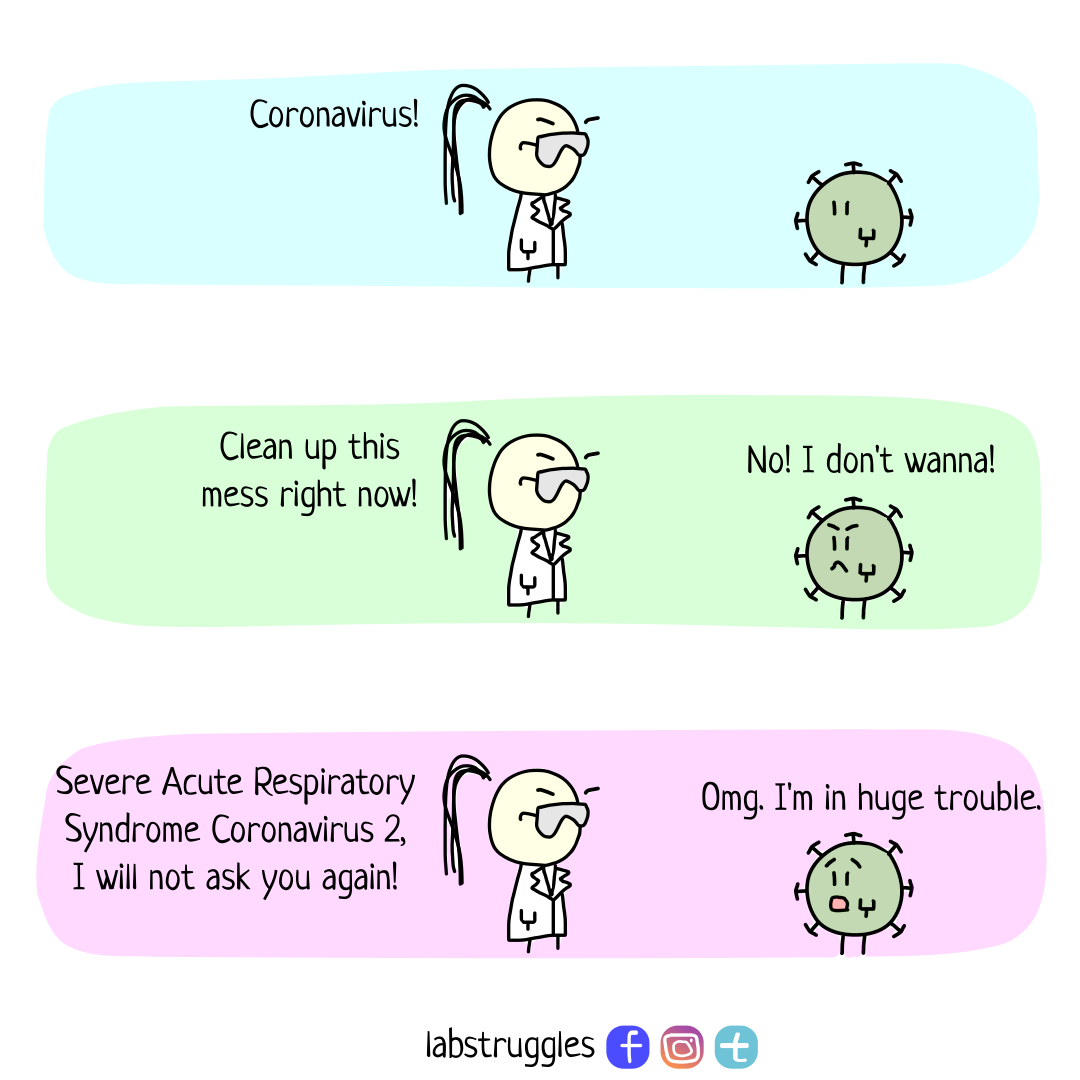 Coronavirus!
Clean up this
mess right now!
No! I don't wanna!
Severe Acute Respiratory
Syndrome Coronavirus 2,
I will not ask you again!
Omg. I'm in huge trouble.
labstruggles